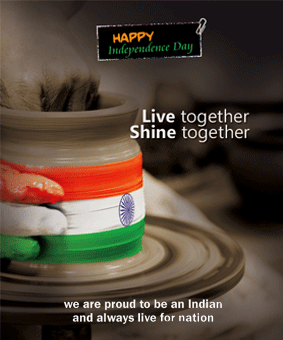 HAPPY
Independence Day
Live together
Shine together
we are proud to be an Indian
and always live for nation